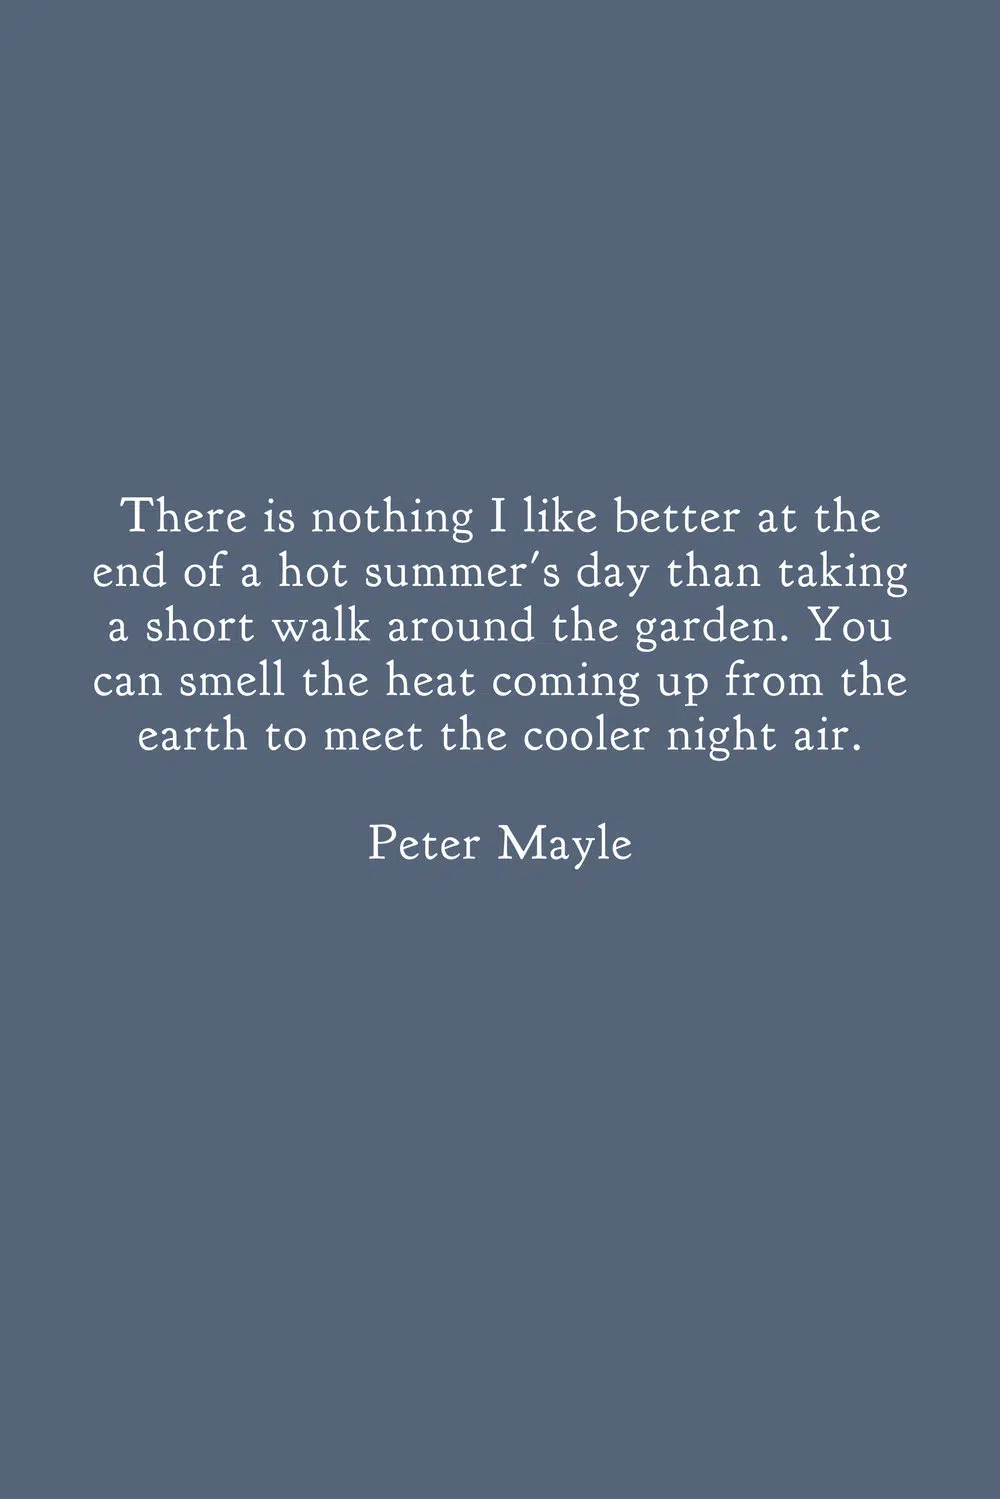 There is nothing I like better at the
end of a hot summer's day than taking
a short walk around the garden. You
can smell the heat coming up from the
earth to meet the cooler night air.
Peter Mayle